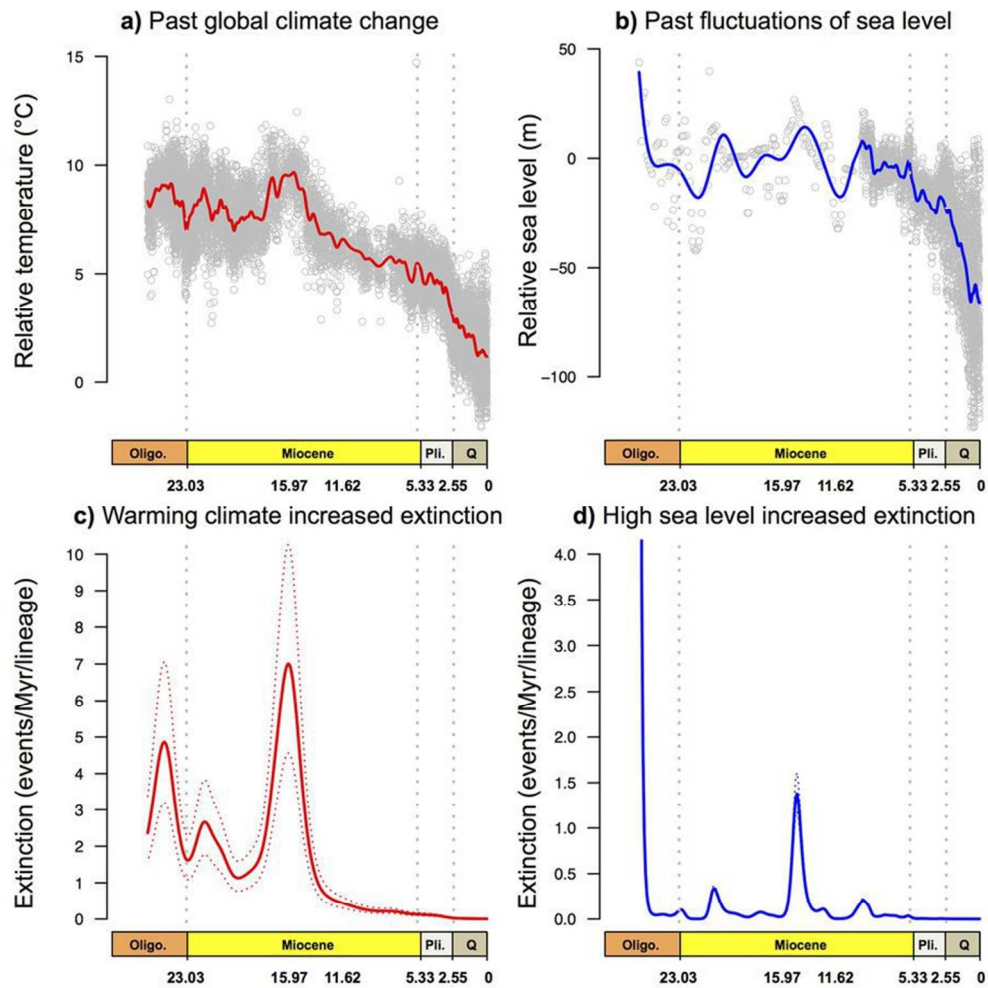 a) Past global climate change
Relative temperature (°C)
15
10
5
0
Oligo. Miocene Pli. Q
23.03 15.97 11.62 5.33 2.55 0
b) Past fluctuations of sea level
Relative sea level (m)
50
0
−50
−100
Oligo. Miocene Pli. Q
23.03 15.97 11.62 5.33 2.55 0
c) Warming climate increased extinction
Extinction (events/Myr/lineage)
10
9
8
7
6
5
4
3
2
1
0
Oligo. Miocene Pli. Q
23.03 15.97 11.62 5.33 2.55 0
d) High sea level increased extinction
Extinction (events/Myr/lineage)
4.0
3.5
3.0
2.5
2.0
1.5
1.0
0.5
0.0
Oligo. Miocene Pli. Q
23.03 15.97 11.62 5.33 2.55 0